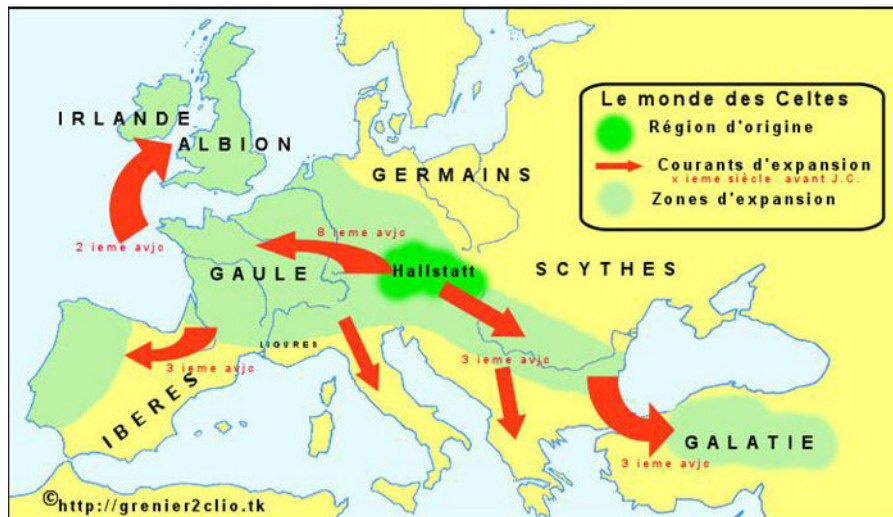 Le monde des Celtes
Région d'origine
Courants d'expansion
x ieme siècle avant J.C.
Zones d'expansion
IRLANDE
ALBION
GERMAINS
2 ieme avjc
8 ieme avjc
GAULE
Hallstatt
SCYTHES
LIGURES
3 ieme avjc
3 ieme avjc
IBERES
GALATIE
3 ieme avjc
©http://grenier2clio.tk